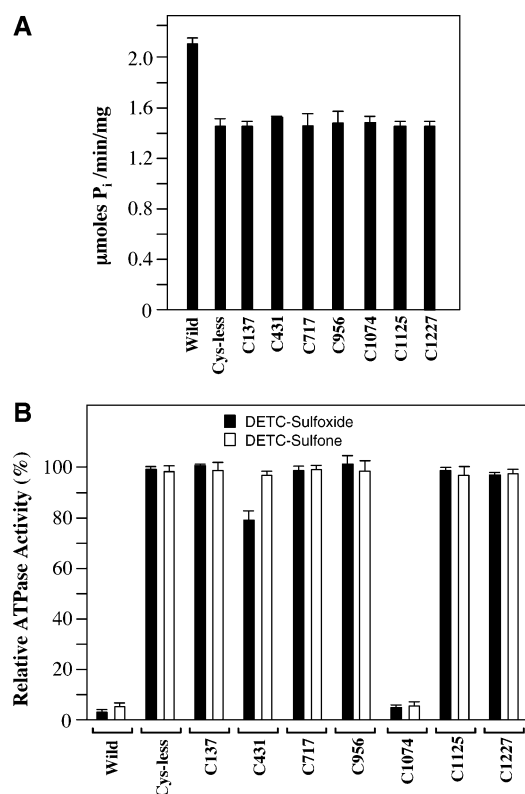 A
μmoles Pi /min/mg
2.0
1.6
1.2
0.8
0.4
0
Wild
Cys-less
C137
C431
C717
C956
C1074
C1125
C1227
B
DETC-Sulfoxide
DETC-Sulfone
Relative ATPase Activity (%)
100
80
60
40
20
0
Wild
Cys-less
C137
C431
C717
C956
C1074
C1125
C1227